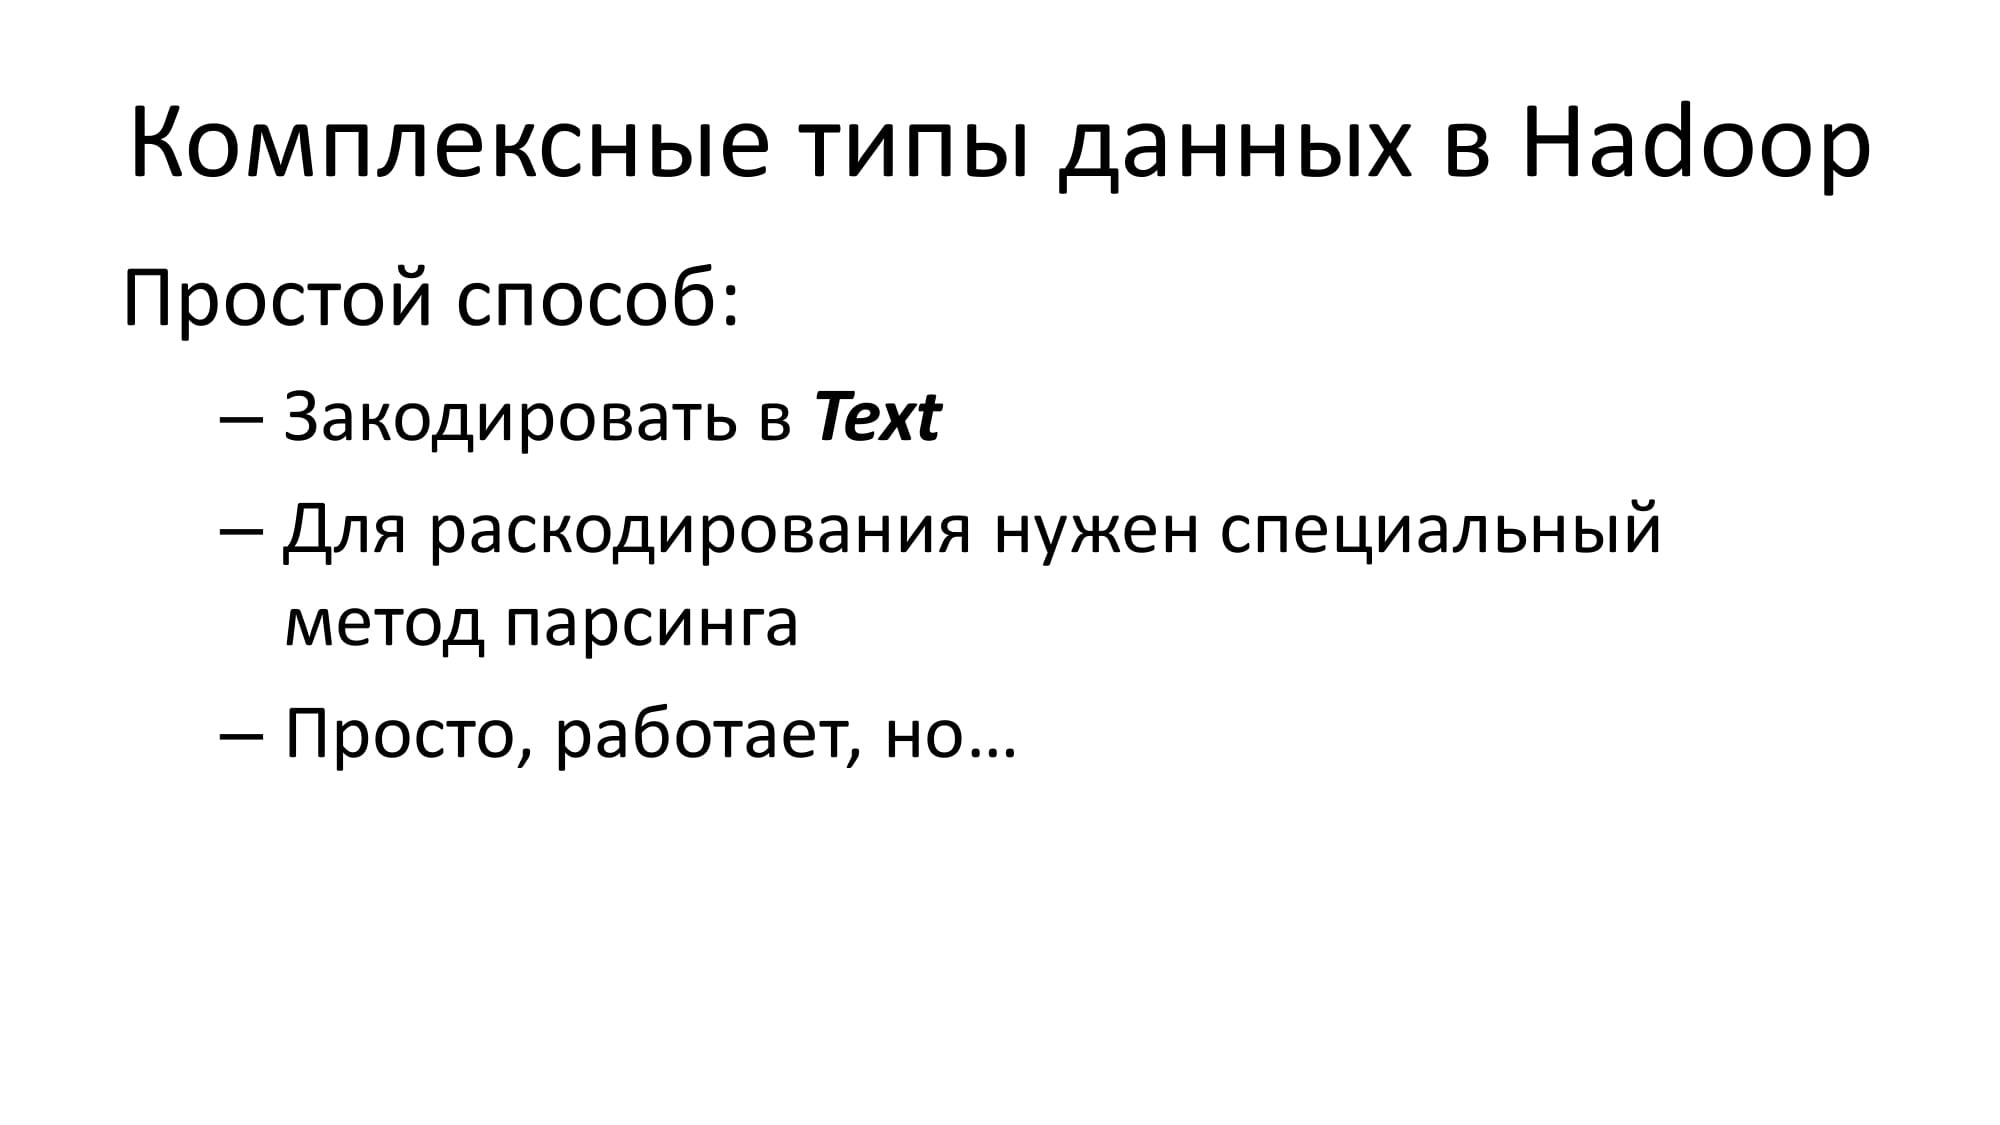 Комплексные типы данных в Hadoop
Простой способ:
– Закодировать в Text
– Для раскодирования нужен специальный
метод парсинга
– Просто, работает, но…